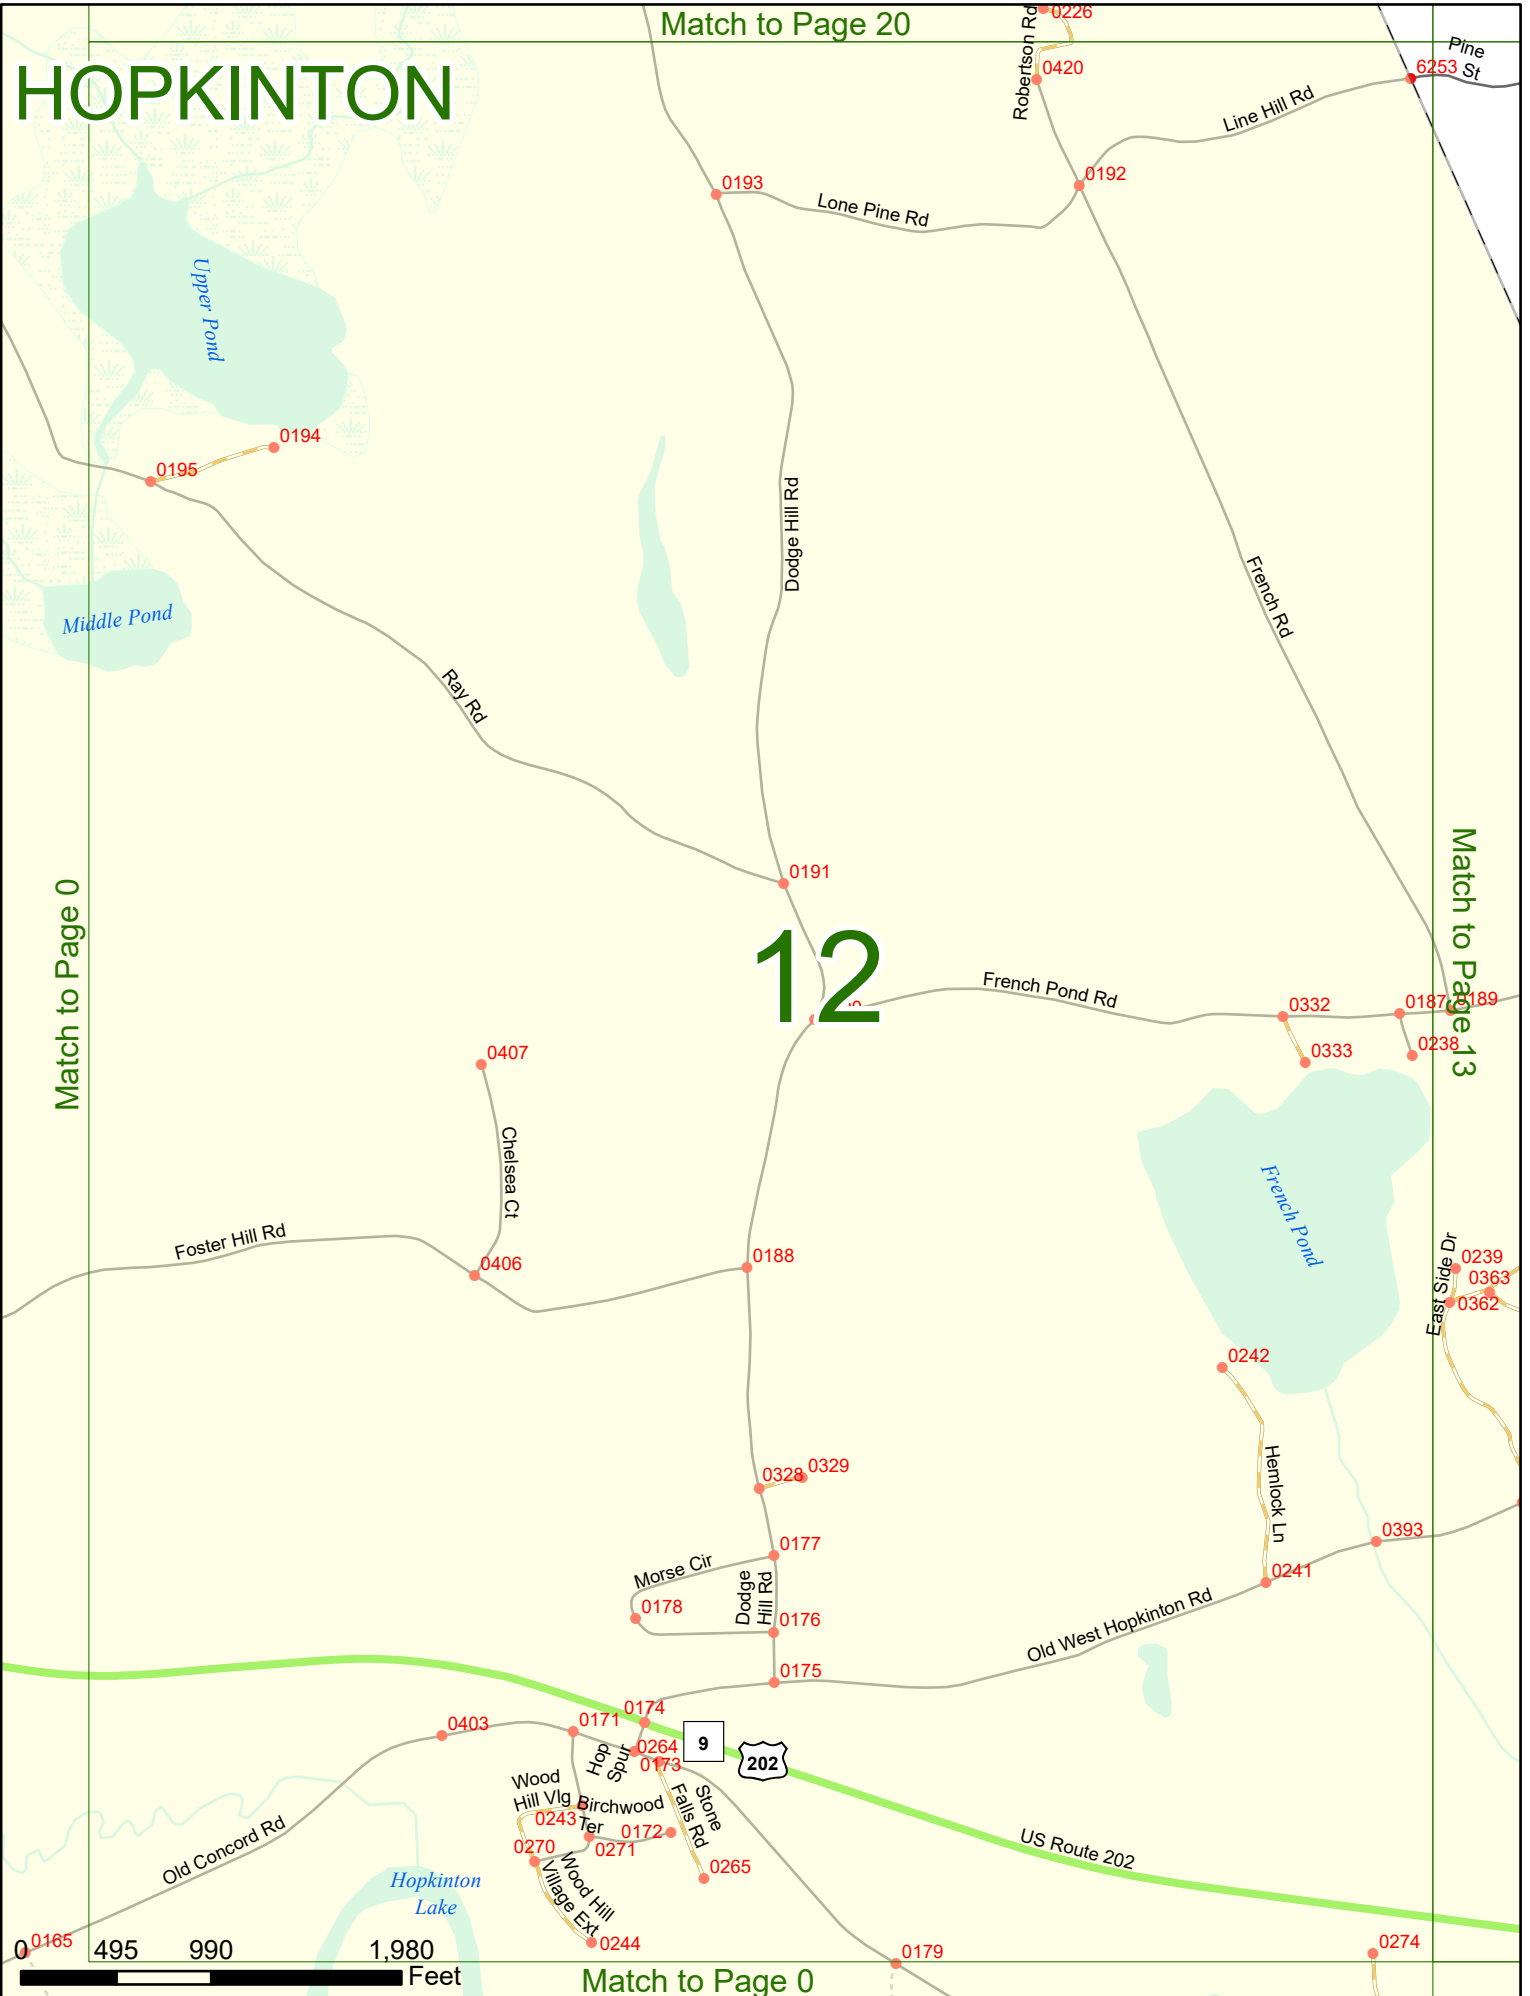 Match to Page 20
HOPKINTON
0226
Robertson Rd
0420
Pine
St
6253
Line Hill Rd
0193
0192
Lone Pine Rd
Upper Pond
0194
0195
Dodge Hill Rd
French Rd
Middle Pond
Ray Rd
0191
12
Match to Page 0
Match to Page 13
French Pond Rd
0332
0187
0189
0333
0238
0407
Chelsea Ct
French Pond
Foster Hill Rd
0406
0188
East Side Dr
0239
0363
0362
0242
0328
0329
Hemlock Ln
0177
0393
Morse Cir
Dodge
Hill Rd
0241
0178
0176
Old West Hopkinton Rd
0175
0174
0403
0171
Hop
Spur
0264
0173
9
202
Wood
Hill Vlg
Birchwood
Ter
Stone
Falls Rd
0243
0172
0271
0270
Old Concord Rd
US Route 202
0265
Wood Hill
Village Ext
Hopkinton
Lake
0244
0165
0179
0274
0 495 990 1,980
Feet
Match to Page 0